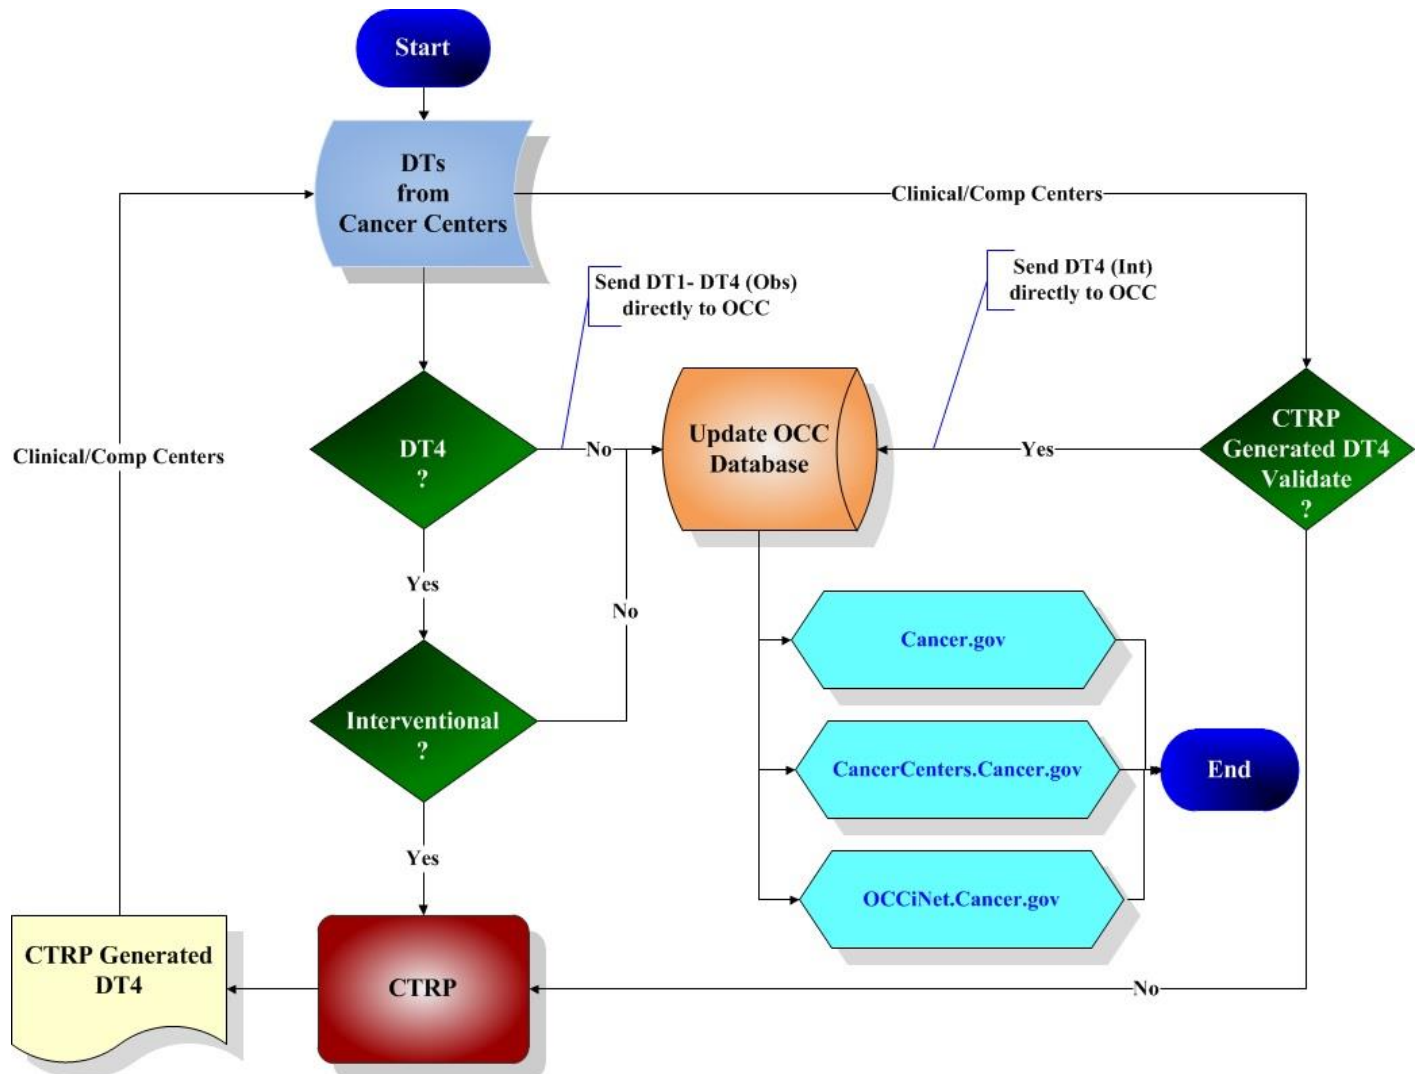 Start
DTs
from
Cancer Centers
Clinical/Comp Centers
Send DT1- DT4 (Obs)
directly to OCC
Send DT4 (Int)
directly to OCC
DT4
?
No
Update OCC
Database
Yes
CTRP
Generated DT4
Validate
?
Clinical/Comp Centers
Yes
No
Cancer.gov
Interventional
?
CancerCenters.Cancer.gov
End
Yes
OCCiNet.Cancer.gov
CTRP Generated
DT4
CTRP
No